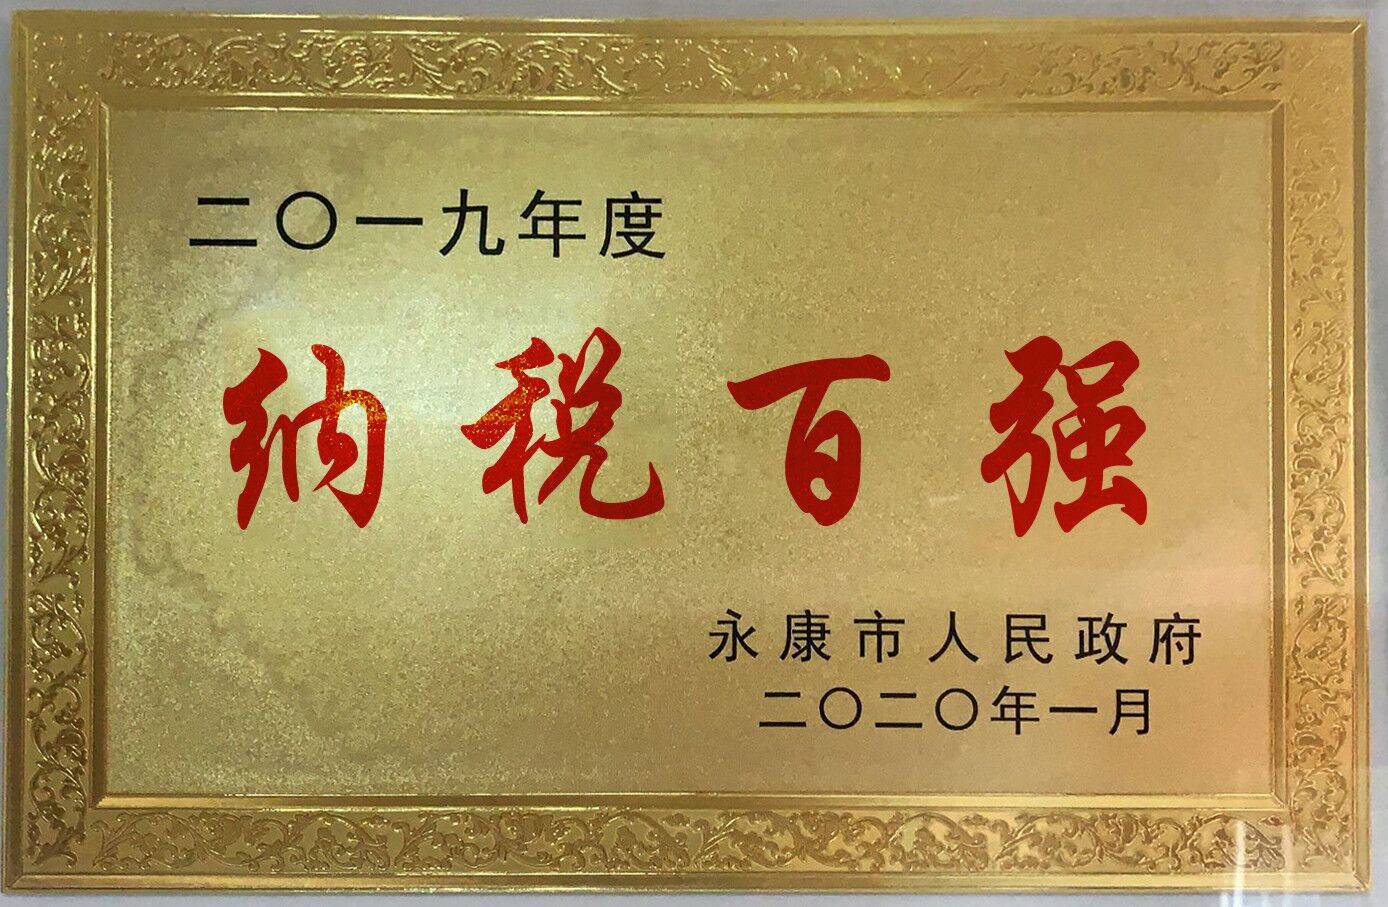 二〇一九年度
纳税百强
永康市人民政府
二〇二〇年一月